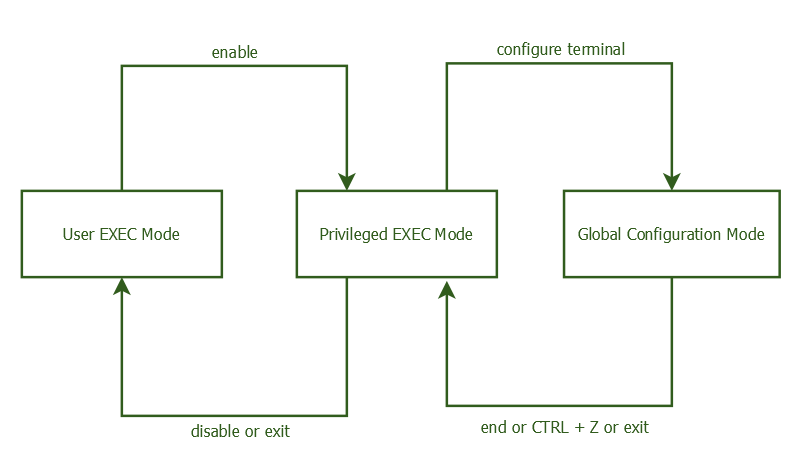 enable
configure terminal
User EXEC Mode
Privileged EXEC Mode
Global Configuration Mode
disable or exit
end or CTRL + Z or exit